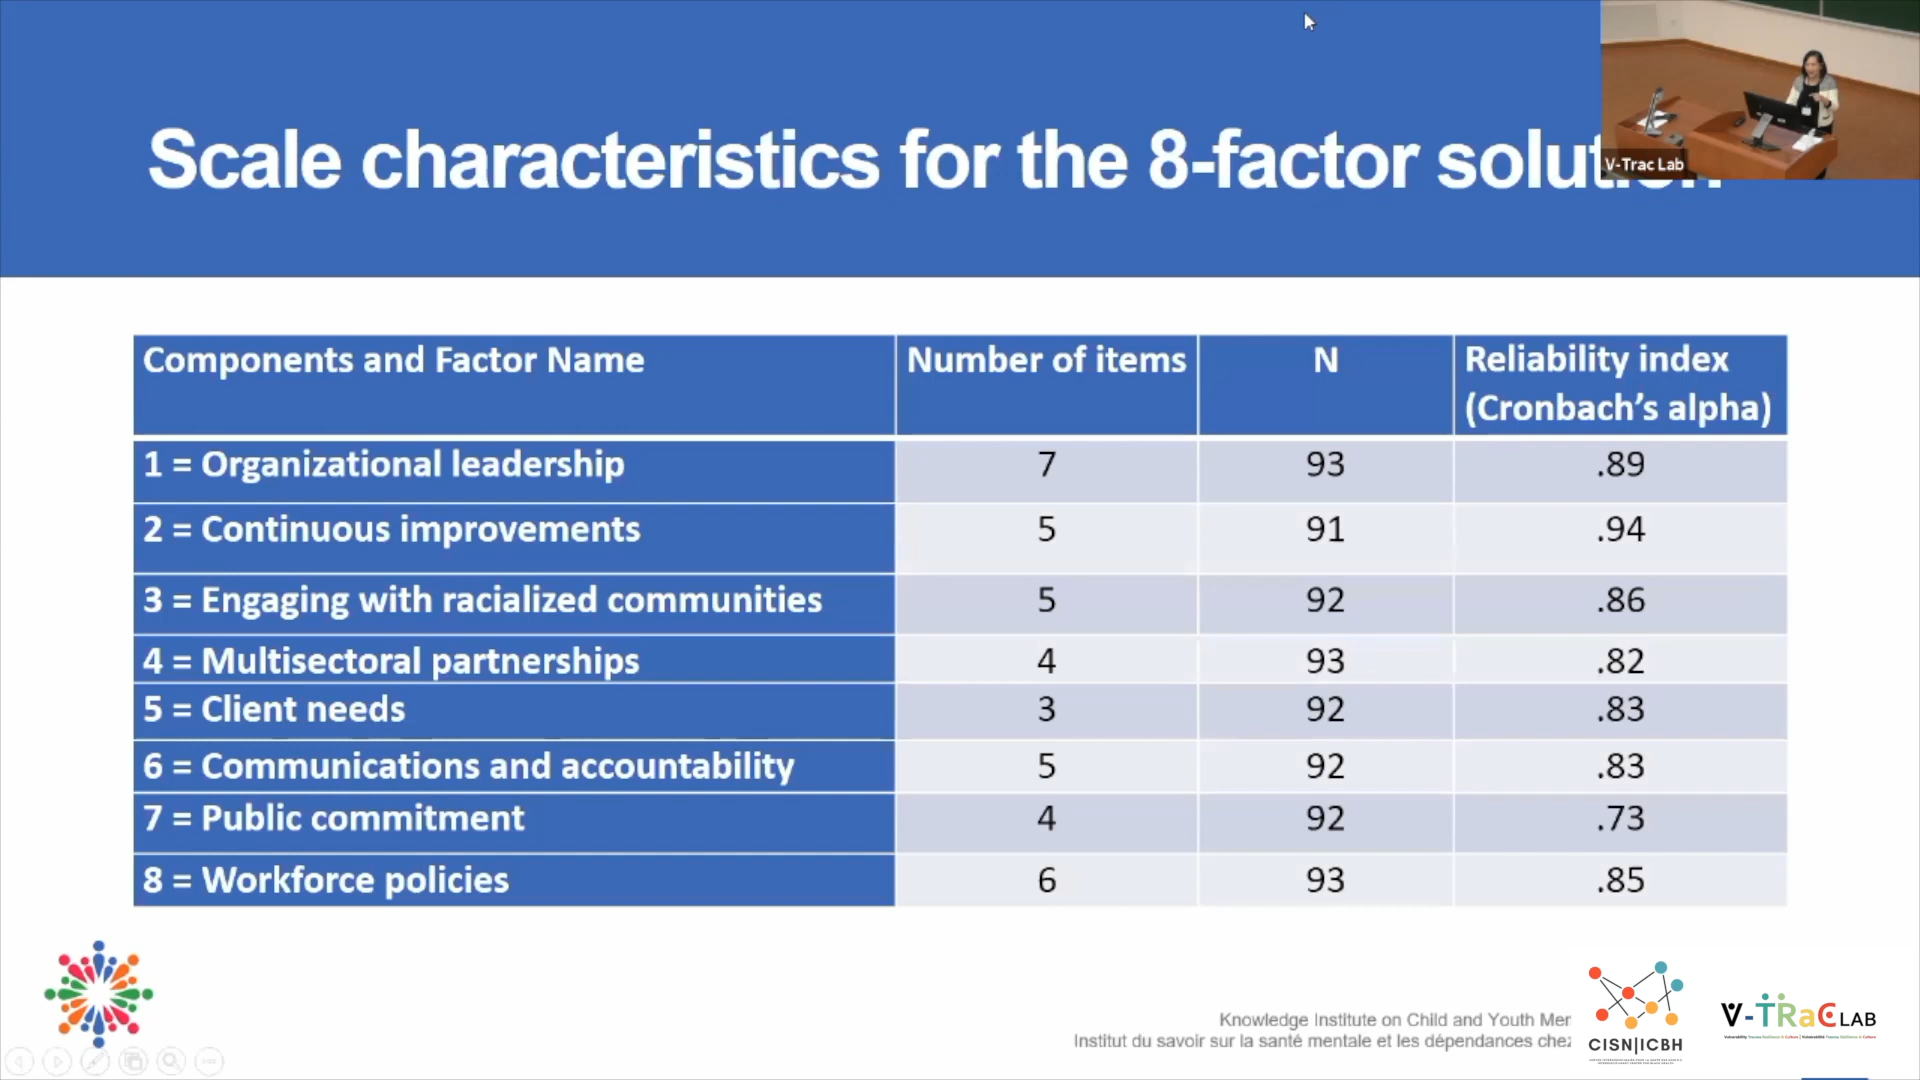 Scale characteristics for the 8-factor
V-Trac Lab
Components and Factor Name
Number of items
N
Reliability index
(Cronbach's alpha)
1 = Organizational leadership 7 93 .89
2 = Continuous improvements 5 91 .94
3 = Engaging with racialized communities 5 92 .86
4 = Multisectoral partnerships 4 93 .82
5 = Client needs 3 92 .83
6 = Communications and accountability 5 92 .83
7 = Public commitment 4 92 .73
8 = Workforce policies 6 93 .85
Knowledge Institute on Child and Youth
Institut du savoir sur la santé mentale et les dépendances
CISN|ICBH
V-TRaC LAB